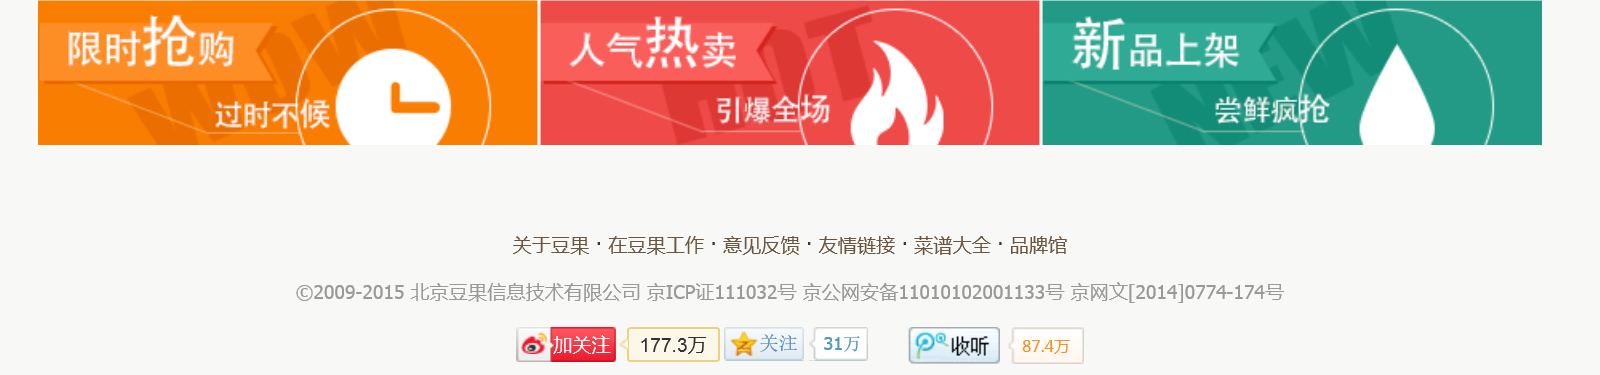 限时抢购
过时不候
WOW
人气热卖
引爆全场
HOT
新品上架
尝鲜疯抢
NEW
关于豆果 · 在豆果工作 · 意见反馈 · 友情链接 · 菜谱大全 · 品牌馆
©2009-2015 北京豆果信息技术有限公司 京ICP证111032号 京公网安备11010102001133号 京网文[2014]0774-174号
加关注 177.3万 关注 31万 收听 87.4万